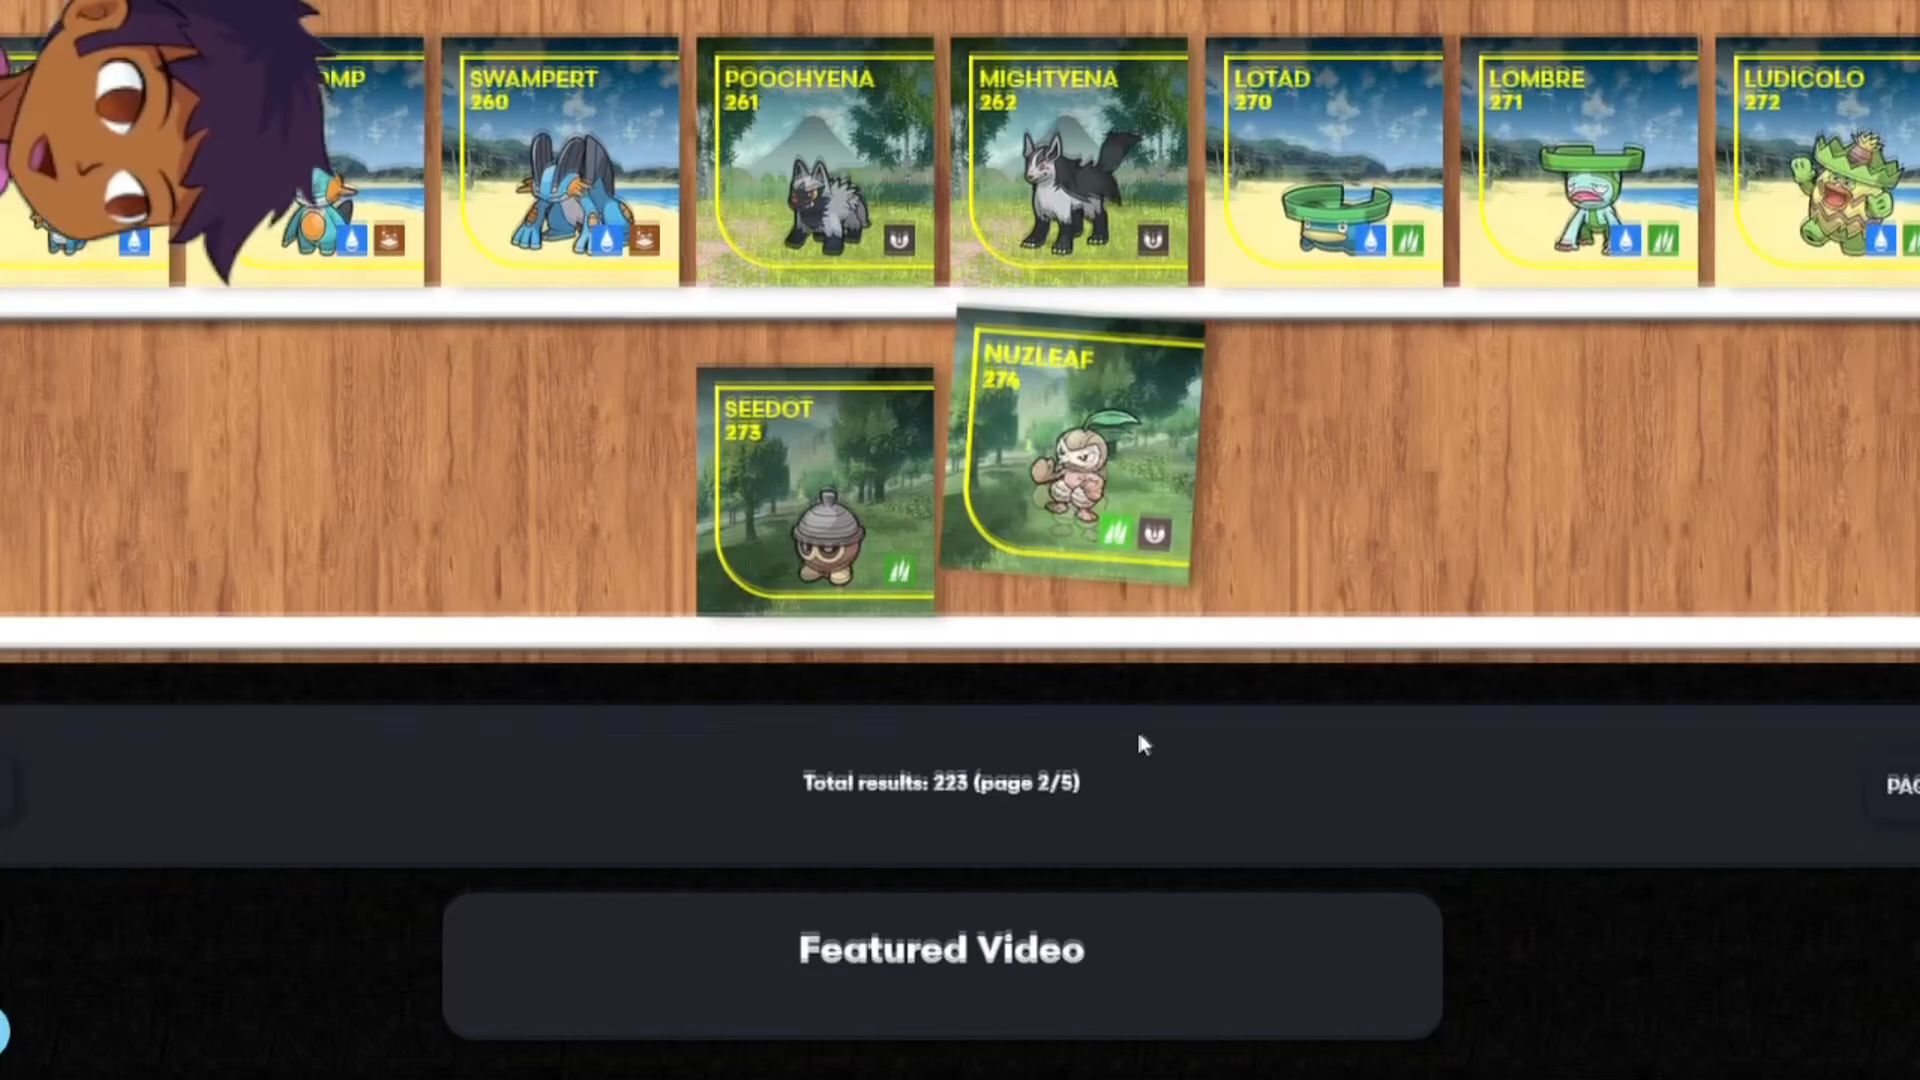 OMP
SWAMPERT
260
POOCHYENA
261
MIGHTYENA
262
LOTAD
270
LOMBRE
271
LUDICOLO
272
SEEDOT
273
NUZLEAF
274
Total results: 223 (page 2/5)
PAG
Featured Video